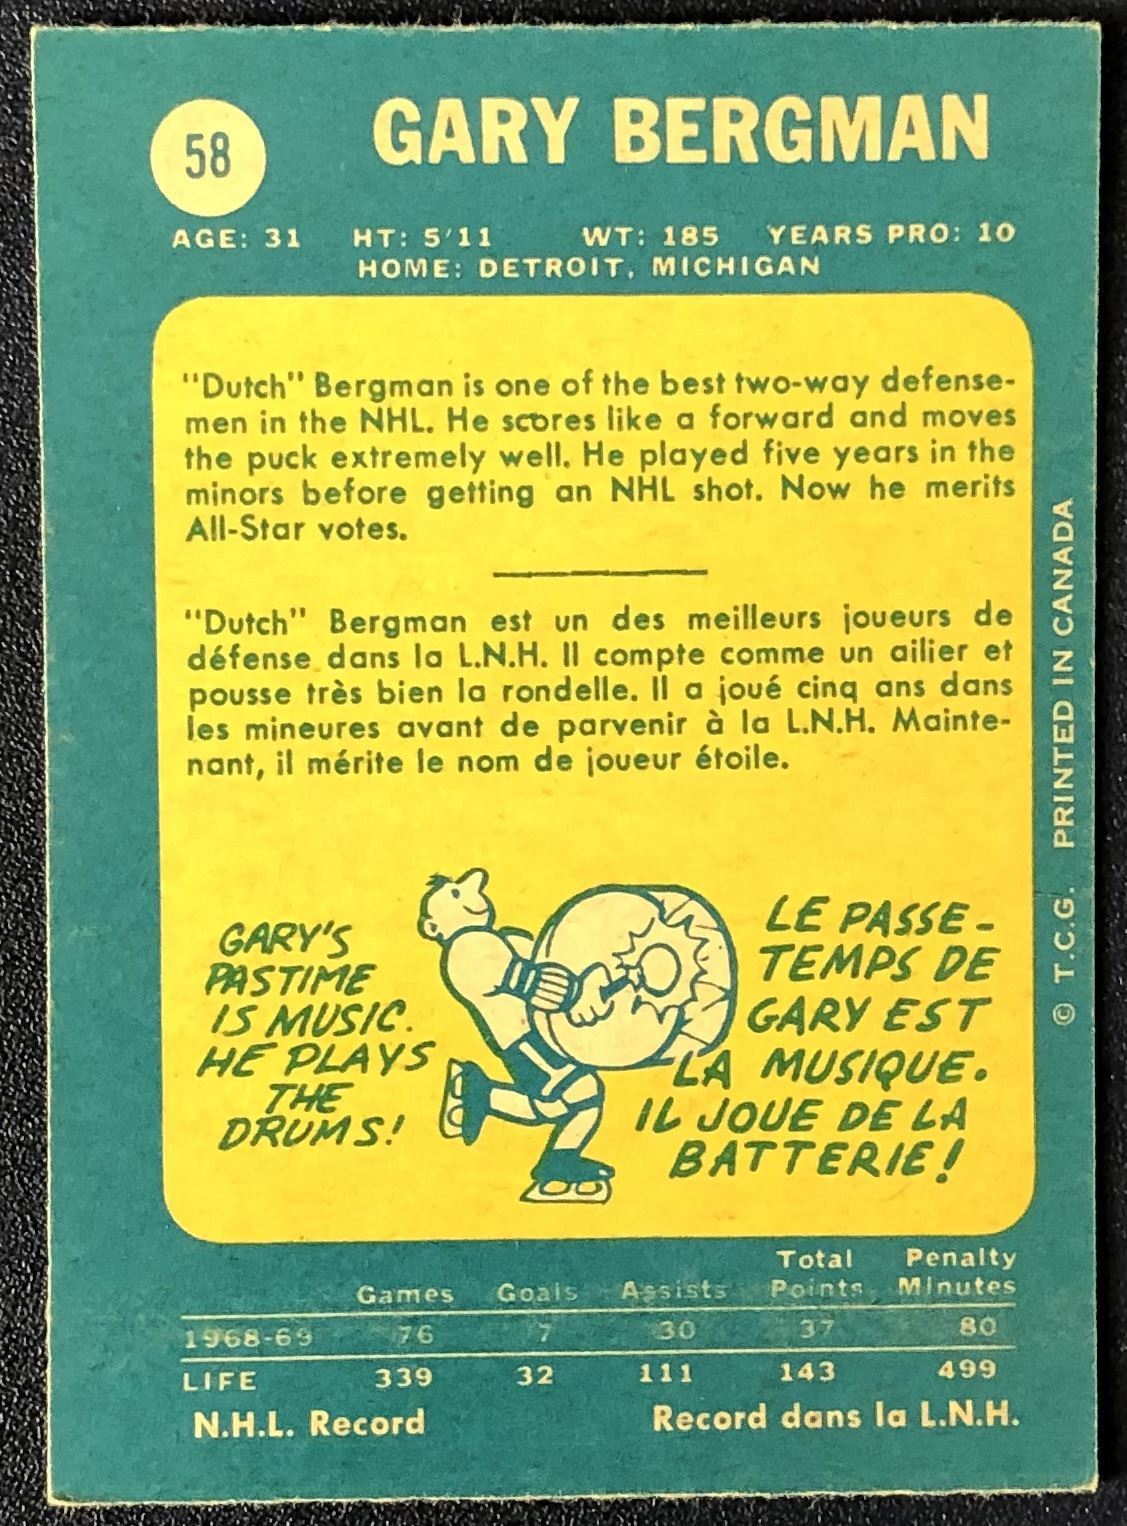 58
GARY BERGMAN
AGE: 31 HT: 5'11 WT: 185 YEARS PRO: 10
HOME: DETROIT, MICHIGAN
"Dutch" Bergman is one of the best two-way defense-
men in the NHL. He scores like a forward and moves
the puck extremely well. He played five years in the
minors before getting an NHL shot. Now he merits
All-Star votes.
"Dutch" Bergman est un des meilleurs joueurs de
défense dans la L.N.H. Il compte comme un ailier et
pousse très bien la rondelle. Il a joué cinq ans dans
les mineures avant de parvenir à la L.N.H. Mainte-
nant, il mérite le nom de joueur étoile.
GARY'S
PASTIME
IS MUSIC.
HE PLAYS
THE
DRUMS!
LE PASSE-
TEMPS DE
GARY EST
LA MUSIQUE.
IL JOUE DE LA
BATTERIE!
© T.C.G. PRINTED IN CANADA
Total Penalty
Games Goals Assists Points Minutes
1968-69 76 7 30 37 80
LIFE 339 32 111 143 499
N.H.L. Record Record dans la L.N.H.